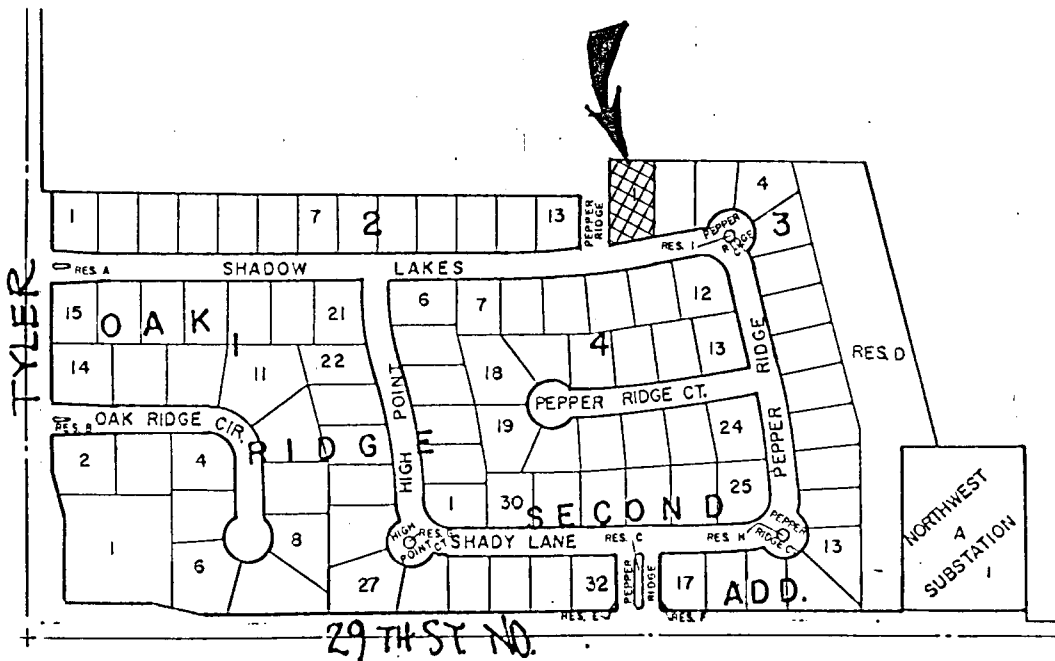 1
4
1 7 2 13
PEPPER RIDGE
3
PEPPER RIDGE CT.
RES. I
RES. A
SHADOW LAKES
TYLER
15
OAK
21
6
7
12
1
4
13
RIDGE
14
11
22
18
RES. D
HIGH POINT
PEPPER RIDGE CT.
RES. B
OAK RIDGE CIR.
19
24
RIDGE
2
4
PEPPER
25
1
30
SECOND
HIGH POINT CT.
RES. G
SHADY LANE
RES. C
RES. H
PEPPER RIDGE CT.
13
NORTHWEST
A
SUBSTATION
1
1
8
6
27
32
PEPPER RIDGE
17
ADD.
RES. E
RES. F
29TH ST. NO.